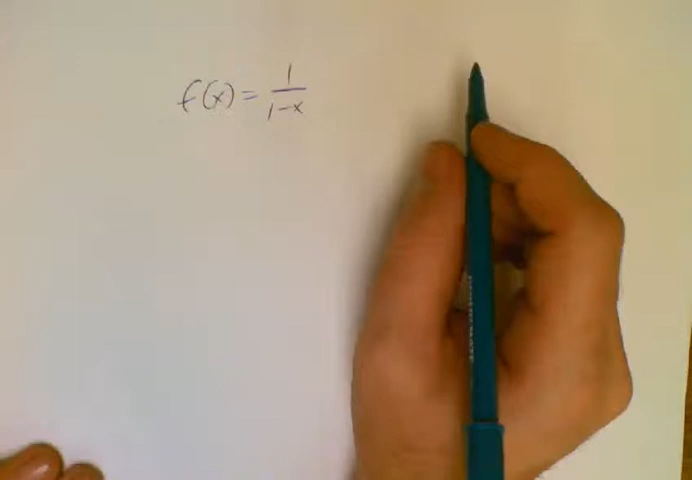 f(x) = 1/(1-x)